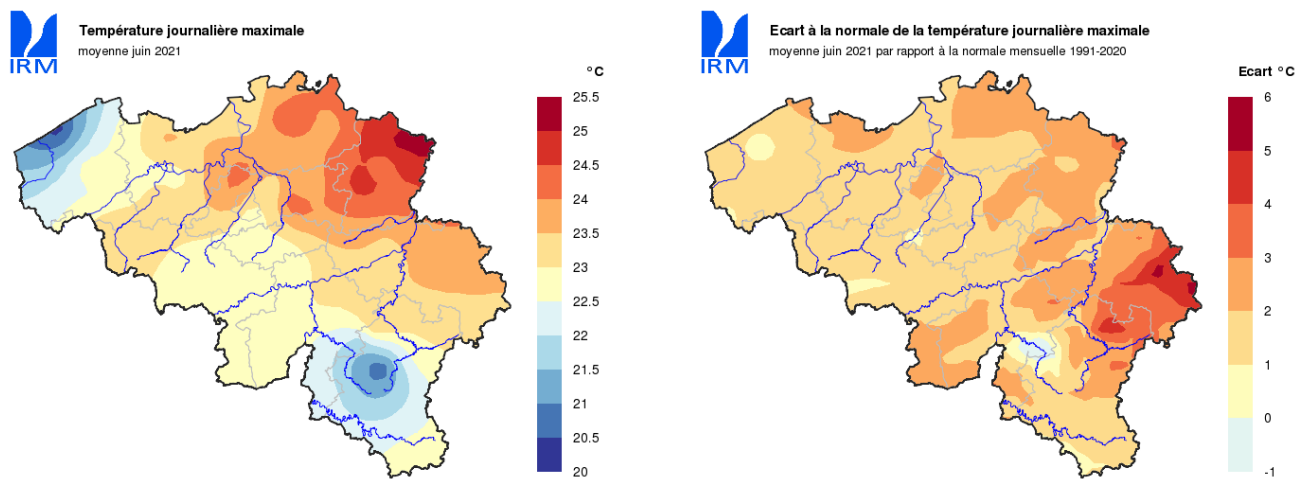 IRM
Température journalière maximale
moyenne juin 2021
°C
25.5
25
24.5
24
23.5
23
22.5
22
21.5
21
20.5
20
IRM
Ecart à la normale de la température journalière maximale
moyenne juin 2021 par rapport à la normale mensuelle 1991-2020
Ecart °C
6
5
4
3
2
1
0
-1